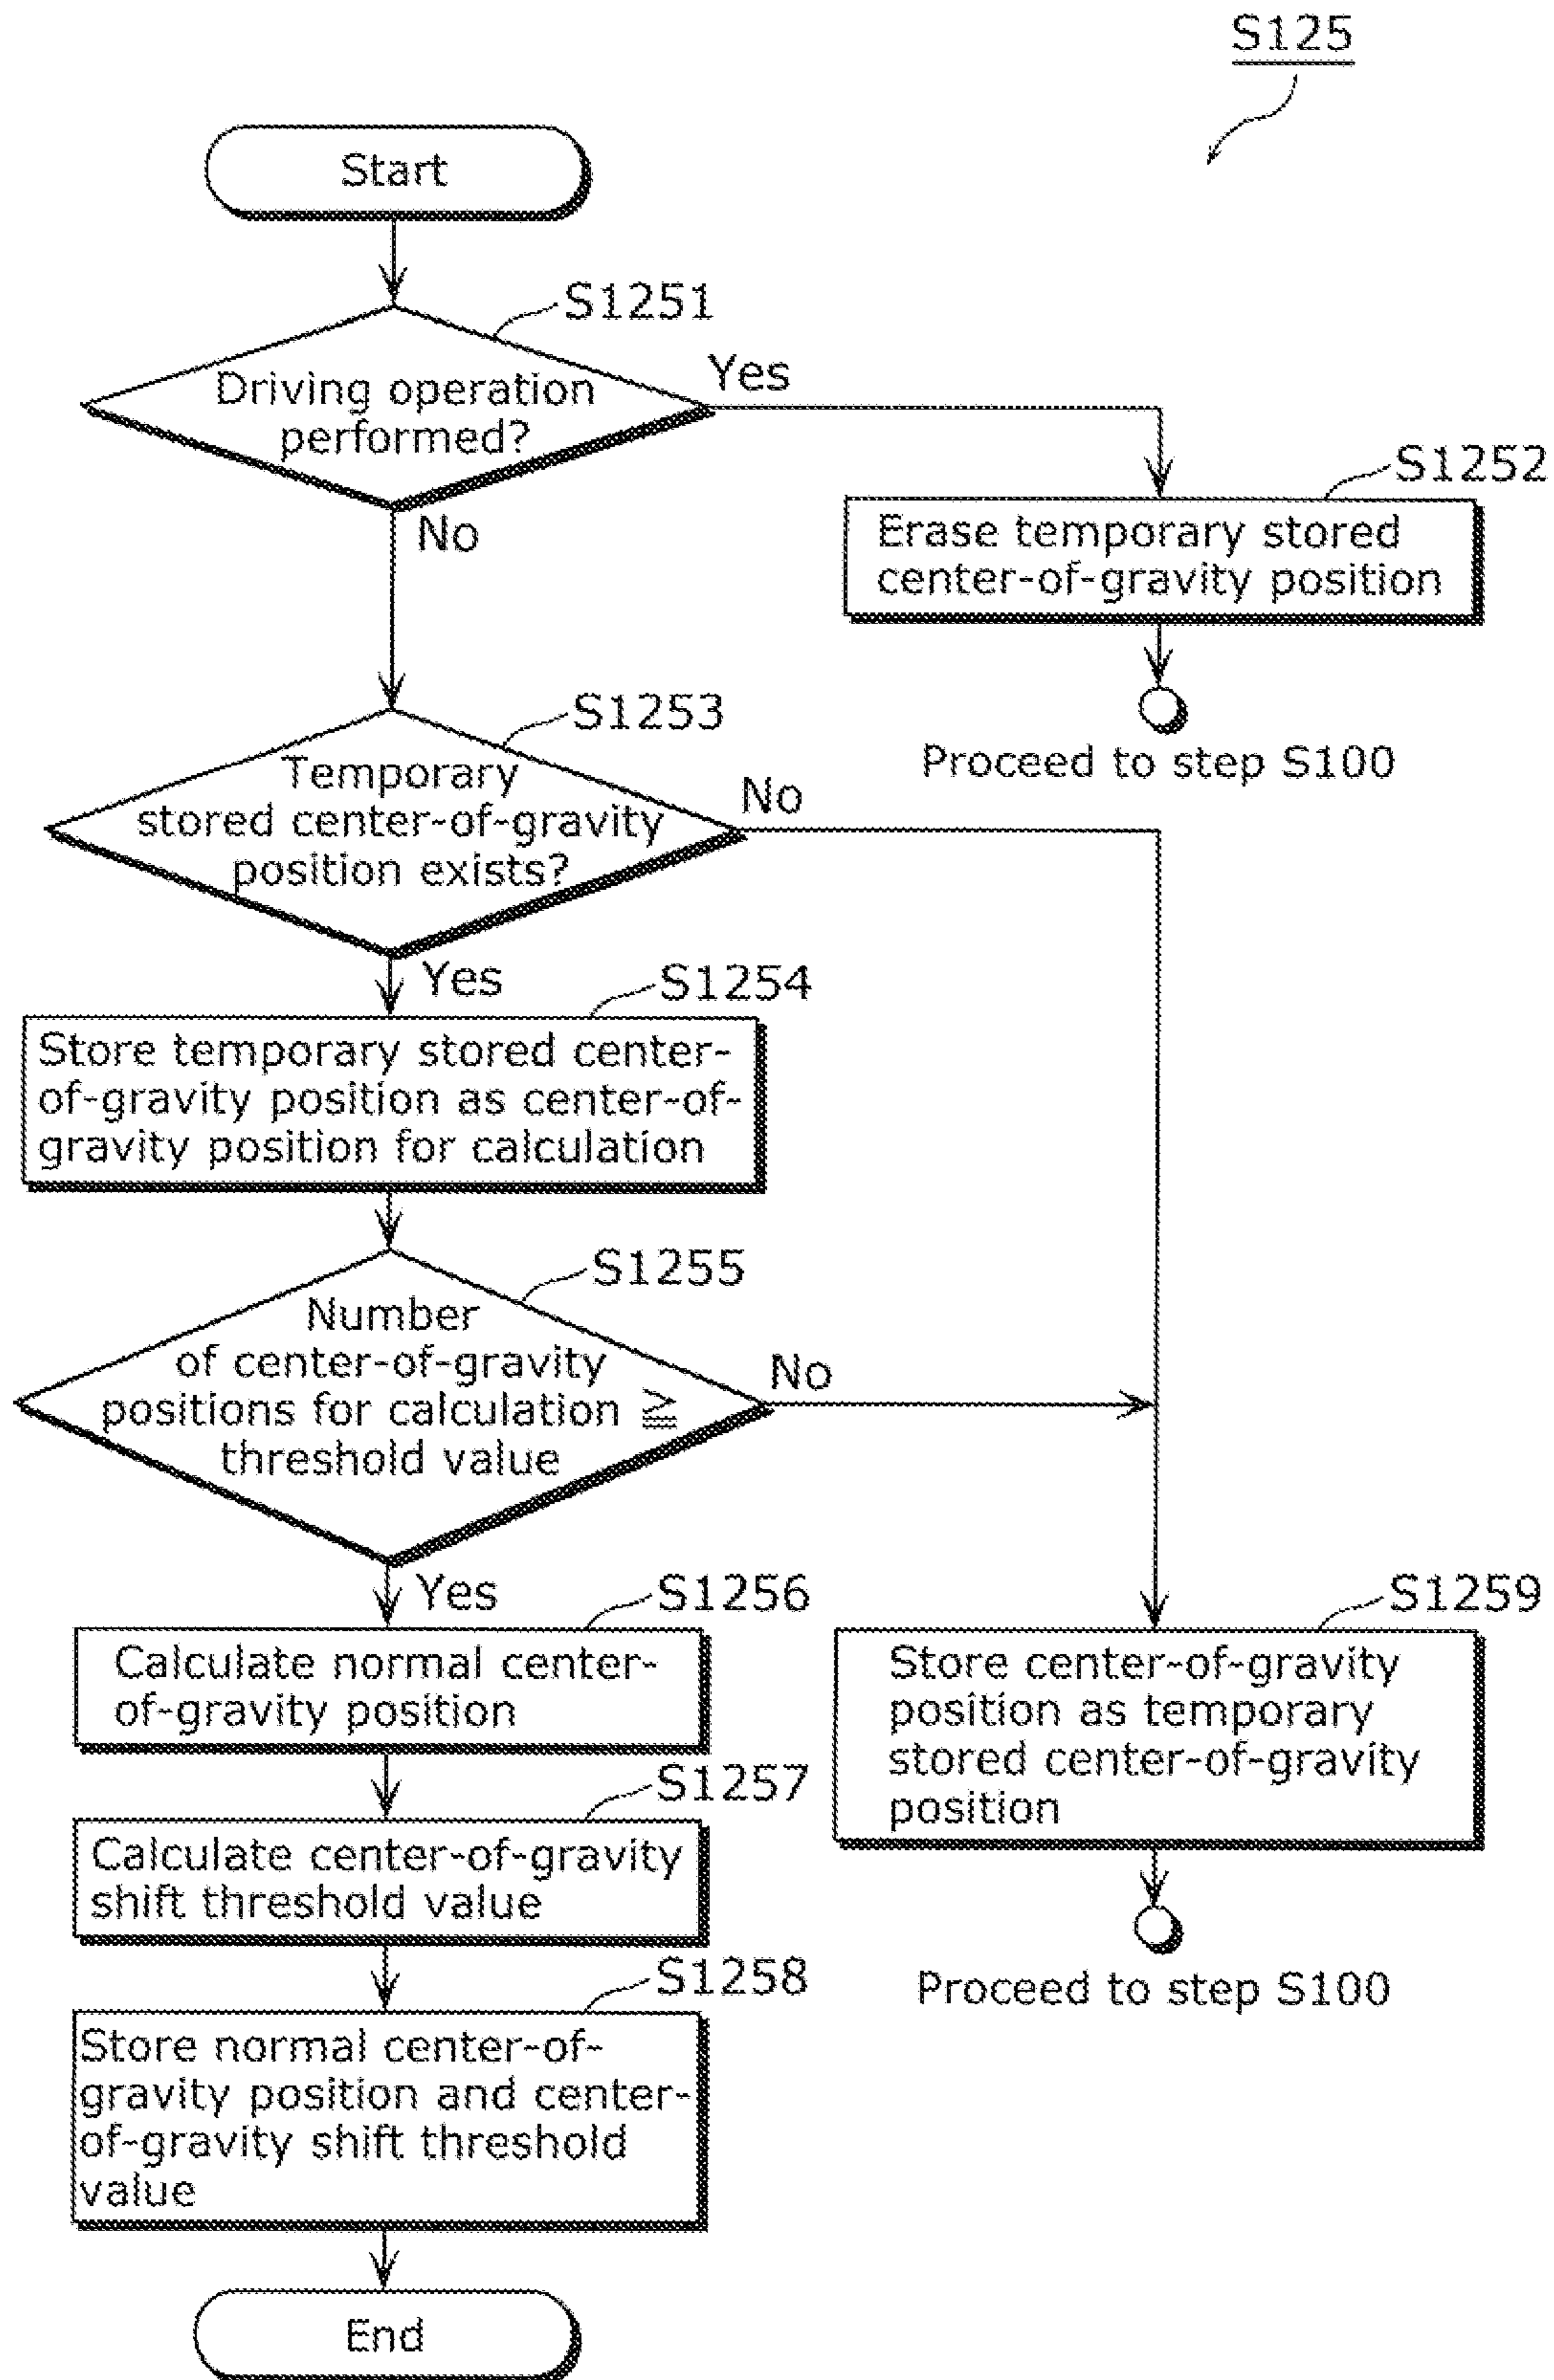 S125
Start
S1251
Driving operation
performed?
Yes
No
S1252
Erase temporary stored
center-of-gravity position
Proceed to step S100
S1253
Temporary
stored center-of-gravity
position exists?
No
Yes
S1254
Store temporary stored center-
of-gravity position as center-of-
gravity position for calculation
S1255
Number
of center-of-gravity
positions for calculation ≧
threshold value
No
Yes
S1256
Calculate normal center-
of-gravity position
S1257
Calculate center-of-gravity
shift threshold value
S1258
Store normal center-of-
gravity position and center-
of-gravity shift threshold
value
End
S1259
Store center-of-gravity
position as temporary
stored center-of-gravity
position
Proceed to step S100